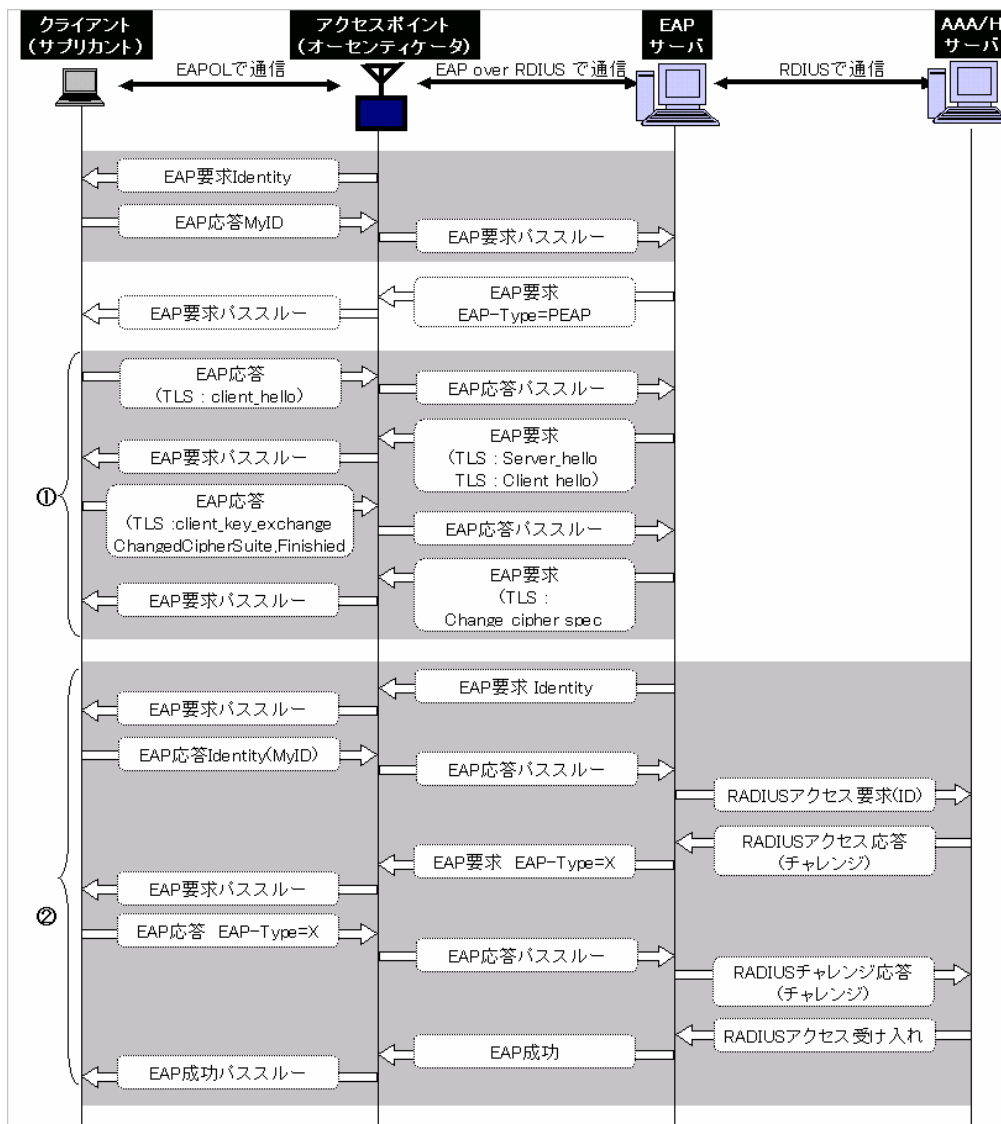 クライアント
(サプリカント)
アクセスポイント
(オーセンティケータ)
EAP
サーバ
AAA/H
サーバ
EAPOLで通信
EAP over RDIUS で通信
RDIUSで通信
EAP要求Identity
EAP応答MyID
EAP要求パススルー
EAP要求
EAP-Type=PEAP
EAP要求パススルー
①
EAP応答
(TLS : client_hello)
EAP応答パススルー
EAP要求
(TLS : Server_hello
TLS : Client hello)
EAP要求パススルー
EAP応答
(TLS :client_key_exchange
ChangedCipherSuite,Finishied
EAP応答パススルー
EAP要求
(TLS :
Change cipher spec
EAP要求パススルー
②
EAP要求 Identity
EAP要求パススルー
EAP応答Identity(MyID)
EAP応答パススルー
RADIUSアクセス要求(ID)
RADIUSアクセス応答
(チャレンジ)
EAP要求 EAP-Type=X
EAP要求パススルー
EAP応答 EAP-Type=X
EAP応答パススルー
RADIUSチャレンジ応答
(チャレンジ)
RADIUSアクセス受け入れ
EAP成功
EAP成功パススルー